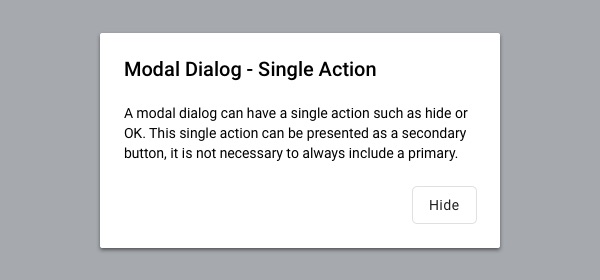 Modal Dialog - Single Action
A modal dialog can have a single action such as hide or
OK. This single action can be presented as a secondary
button, it is not necessary to always include a primary.
Hide